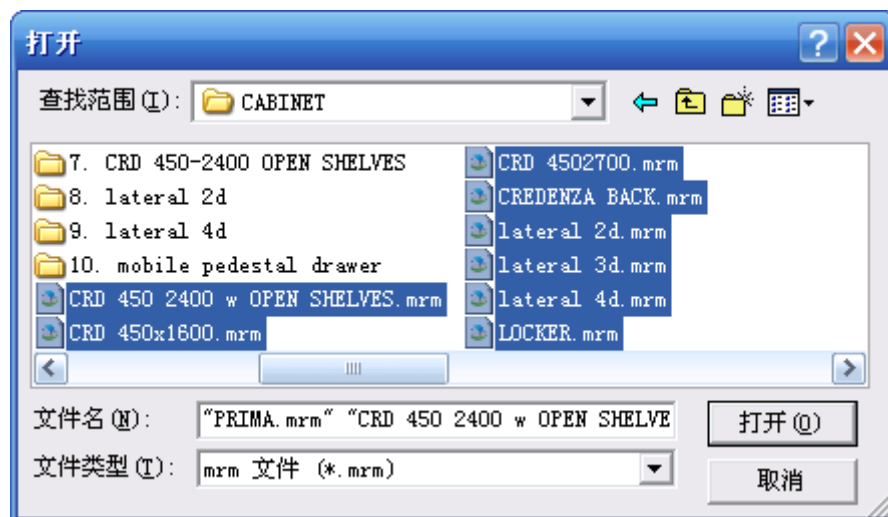 打开
查找范围(I): CABINET
7. CRD 450-2400 OPEN SHELVES
8. lateral 2d
9. lateral 4d
10. mobile pedestal drawer
CRD 450 2400 w OPEN SHELVES.mrm
CRD 450x1600.mrm
CRD 4502700.mrm
CREDENZA BACK.mrm
lateral 2d.mrm
lateral 3d.mrm
lateral 4d.mrm
LOCKER.mrm
文件名(N): "PRIMA.mrm" "CRD 450 2400 w OPEN SHELVE
打开(O)
文件类型(T): mrm 文件 (*.mrm)
取消